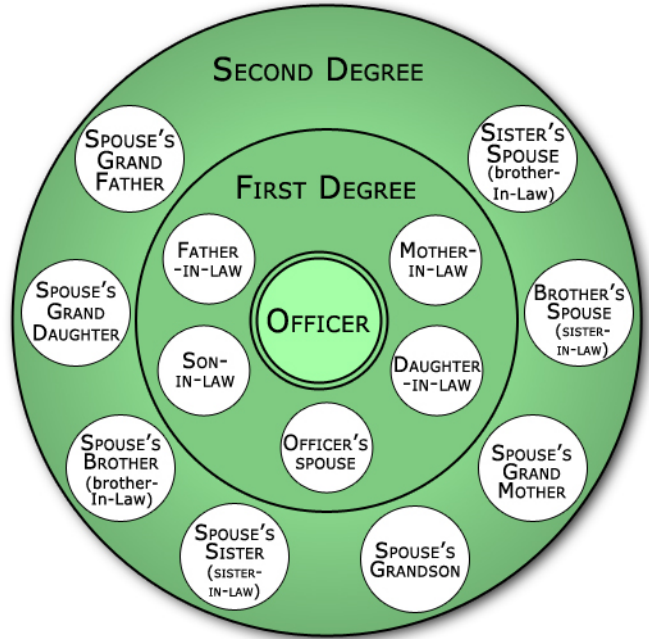 Second Degree
Spouse's
Grand
Father
Sister's
Spouse
(brother-
In-Law)
First Degree
Father
-in-law
Mother-
in-law
Spouse's
Grand
Daughter
Officer
Brother's
Spouse
(sister-
in-law)
Son-
in-law
Daughter
-in-law
Spouse's
Brother
(brother-
In-Law)
Officer's
spouse
Spouse's
Grand
Mother
Spouse's
Sister
(sister-
in-law)
Spouse's
Grandson